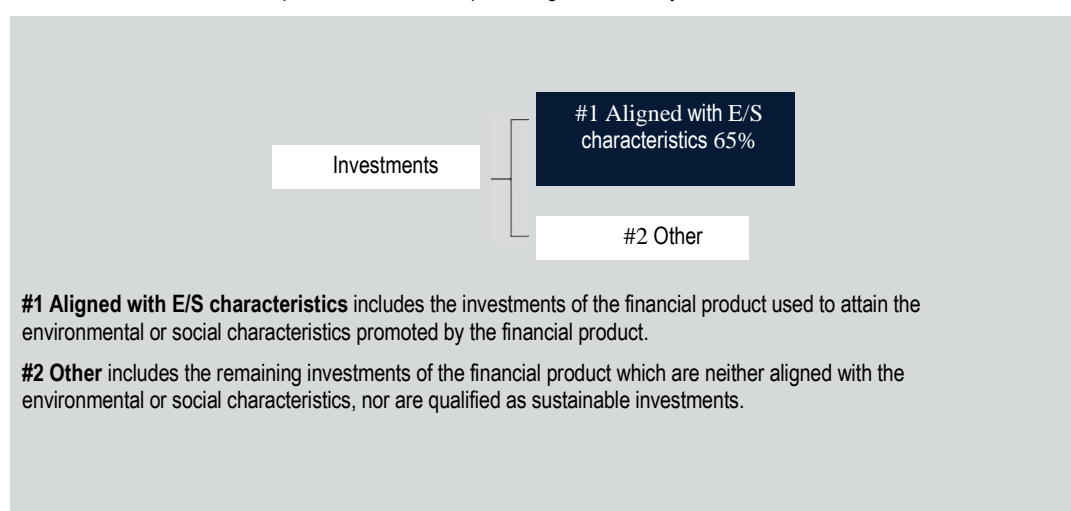 #1 Aligned with E/S
characteristics 65%
Investments
#2 Other
#1 Aligned with E/S characteristics includes the investments of the financial product used to attain the
environmental or social characteristics promoted by the financial product.
#2 Other includes the remaining investments of the financial product which are neither aligned with the
environmental or social characteristics, nor are qualified as sustainable investments.